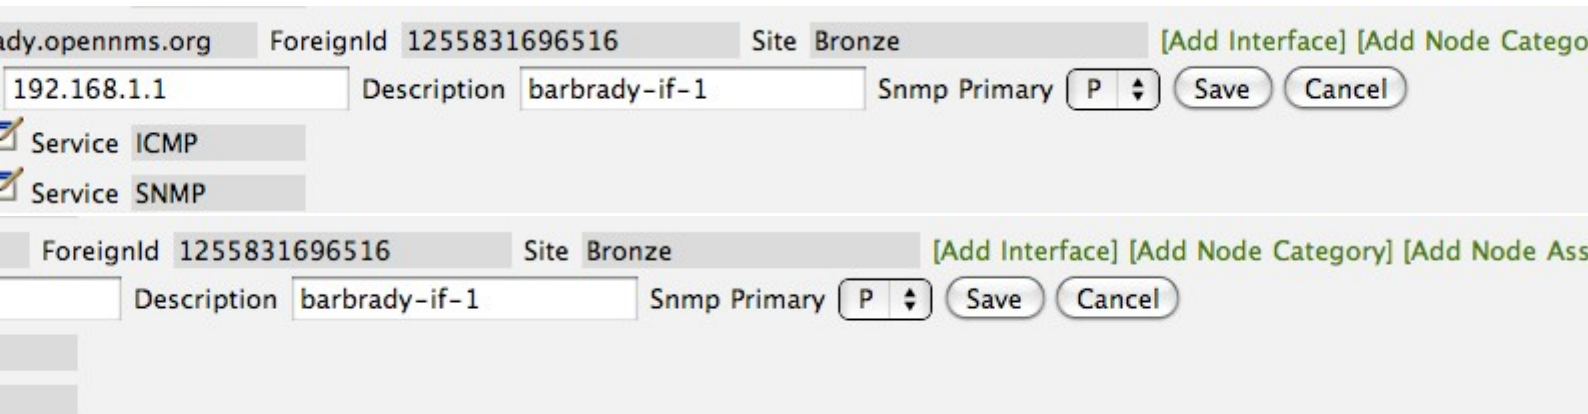 ady.opennms.org ForeignId 1255831696516 Site Bronze [Add Interface] [Add Node Catego
192.168.1.1 Description barbrady-if-1 Snmp Primary P Save Cancel
Service ICMP
Service SNMP
ForeignId 1255831696516 Site Bronze [Add Interface] [Add Node Category] [Add Node Ass
Description barbrady-if-1 Snmp Primary P Save Cancel